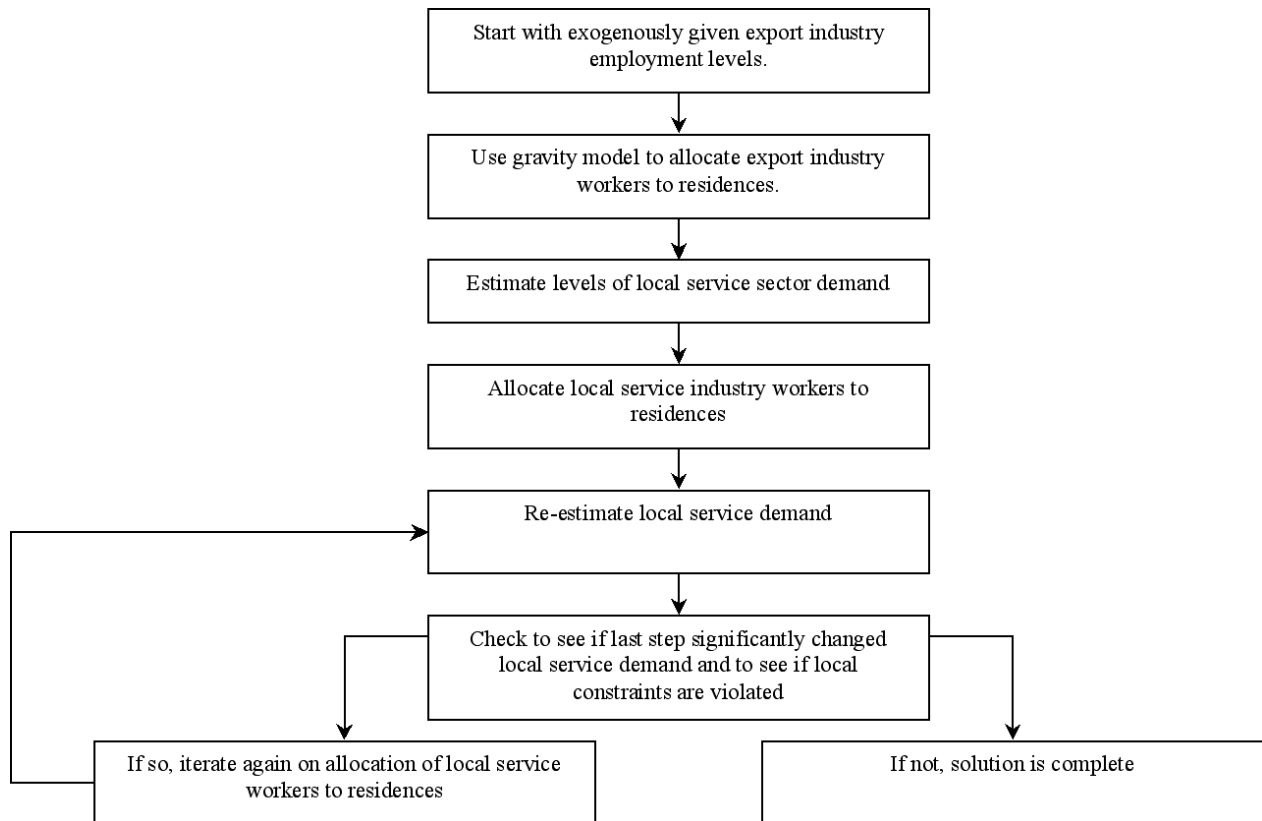 Start with exogenously given export industry
employment levels.
Use gravity model to allocate export industry
workers to residences.
Estimate levels of local service sector demand
Allocate local service industry workers to
residences
Re-estimate local service demand
Check to see if last step significantly changed
local service demand and to see if local
constraints are violated
If so, iterate again on allocation of local service
workers to residences
If not, solution is complete